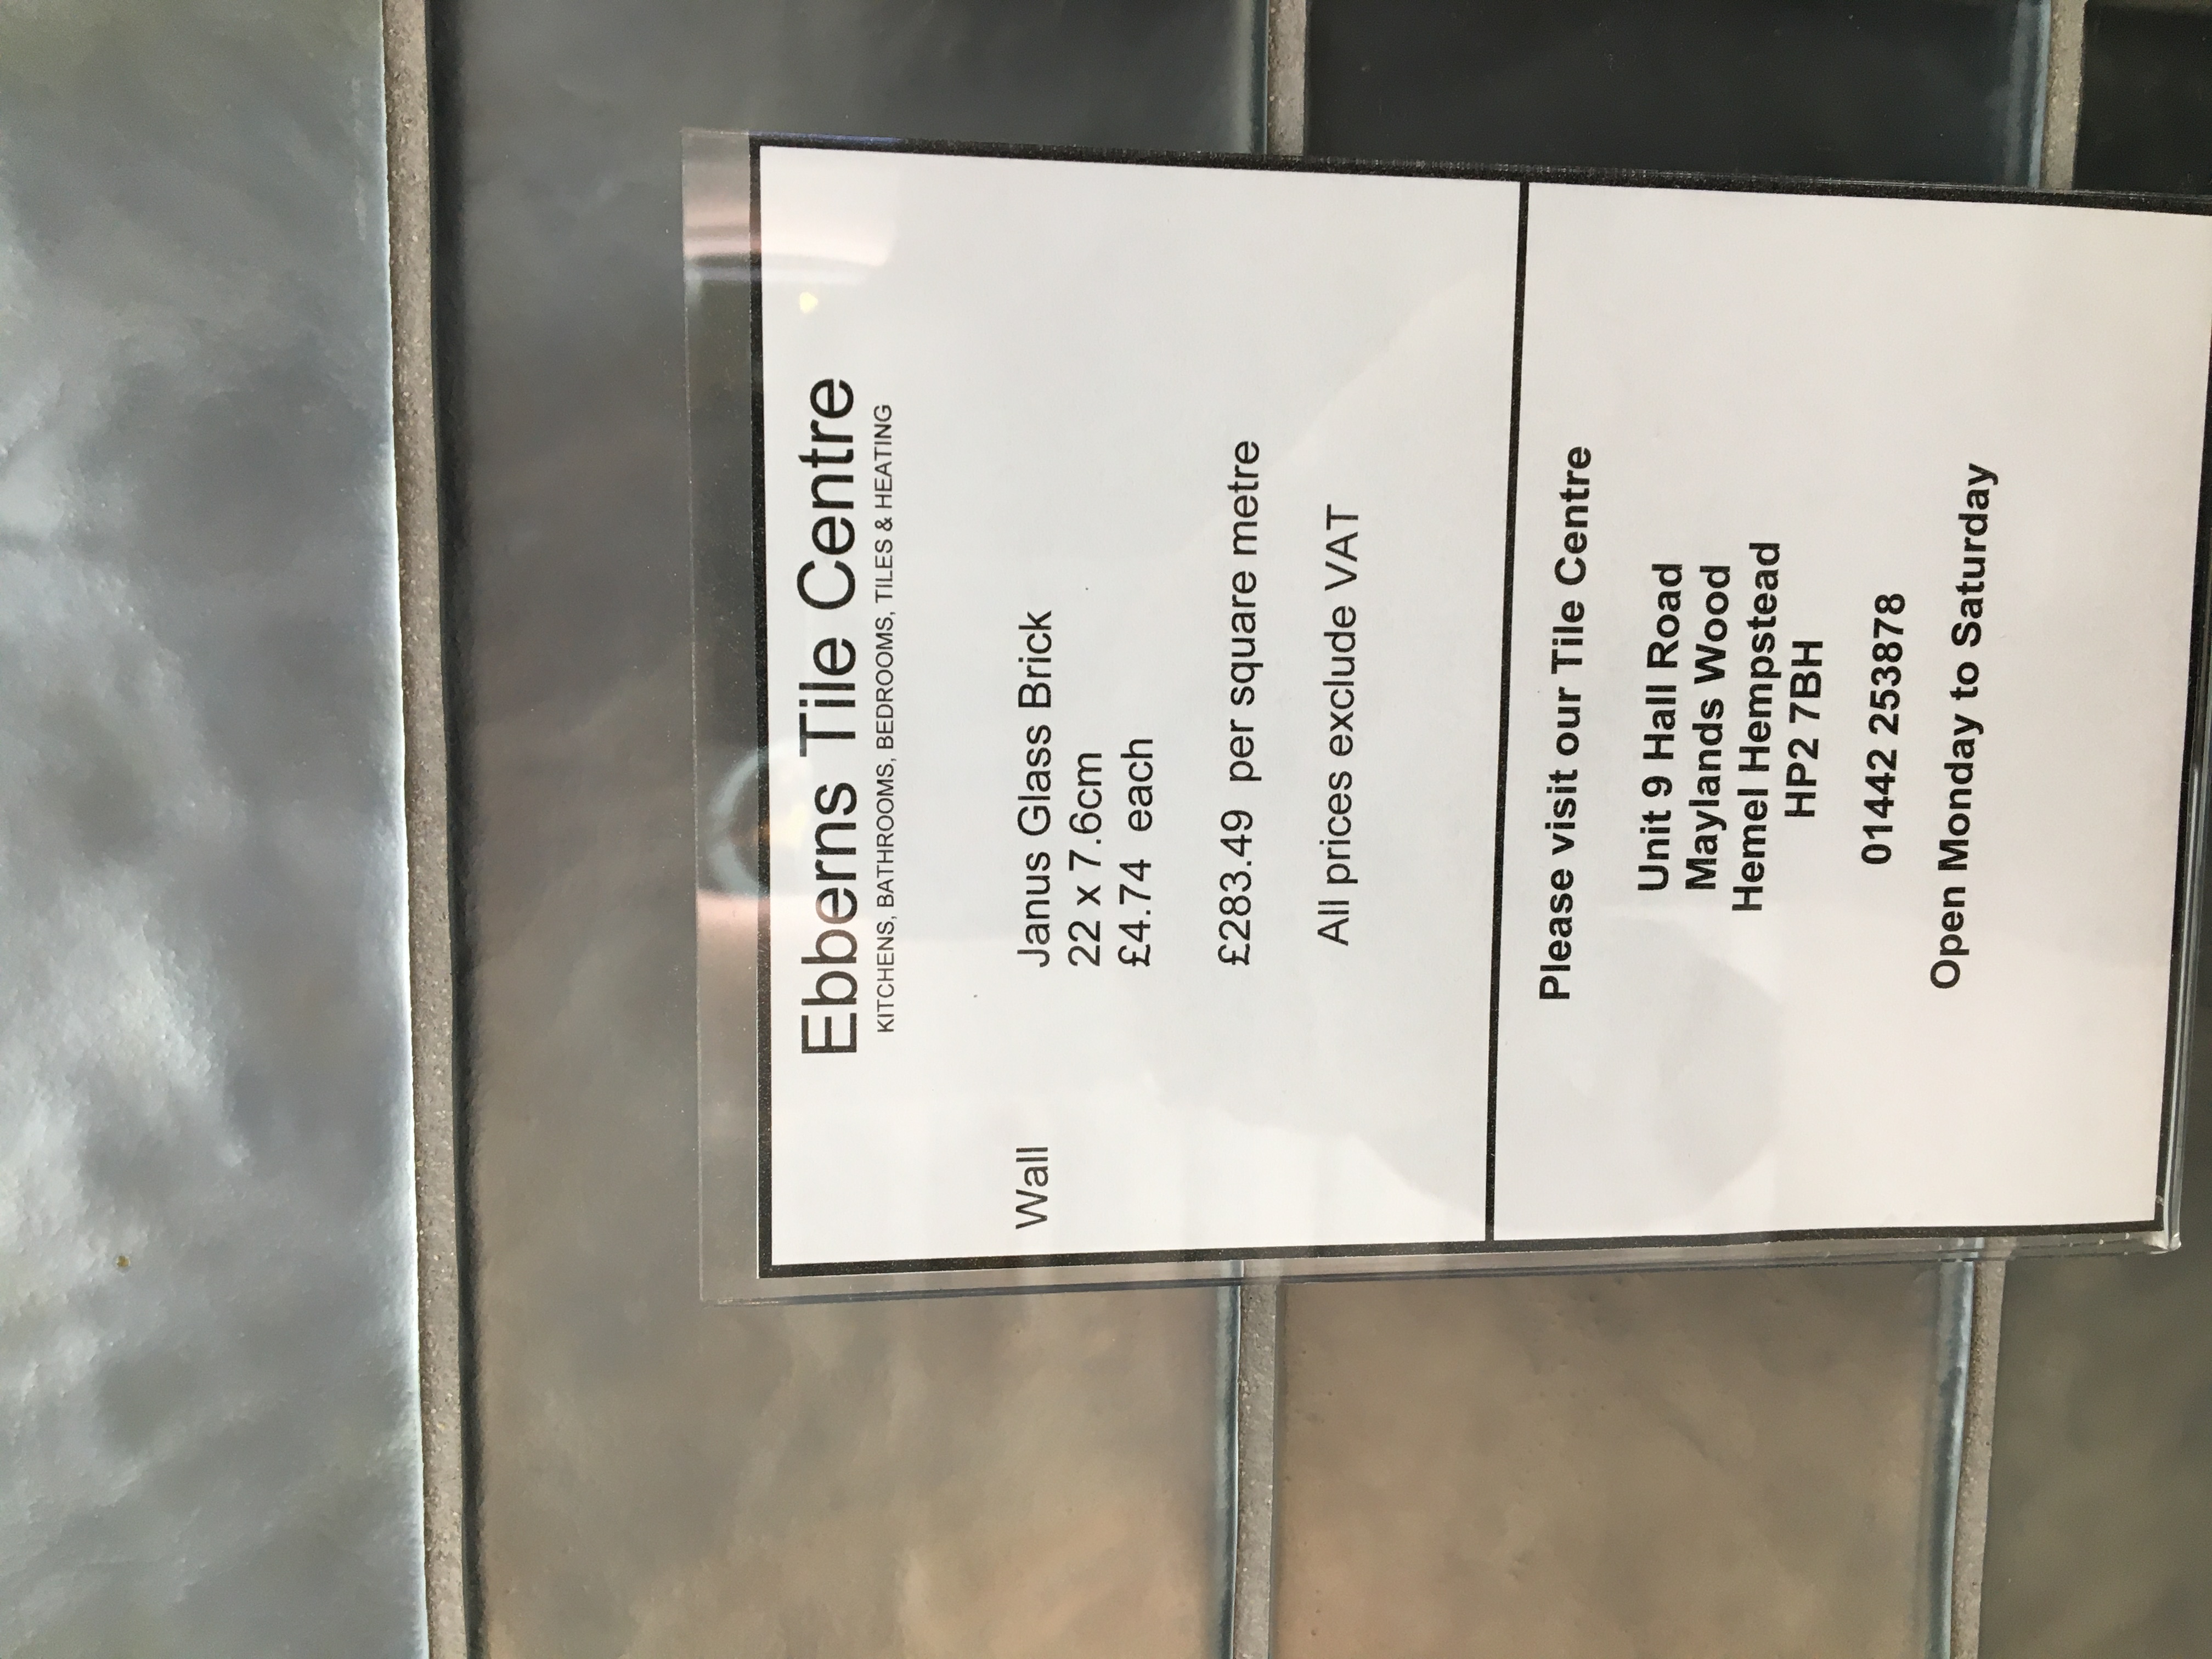 Ebberns Tile Centre
KITCHENS, BATHROOMS, BEDROOMS, TILES & HEATING
Wall Janus Glass Brick
22 x 7.6cm
£4.74 each
£283.49 per square metre
All prices exclude VAT
Please visit our Tile Centre
Unit 9 Hall Road
Maylands Wood
Hemel Hempstead
HP2 7BH
01442 253878
Open Monday to Saturday